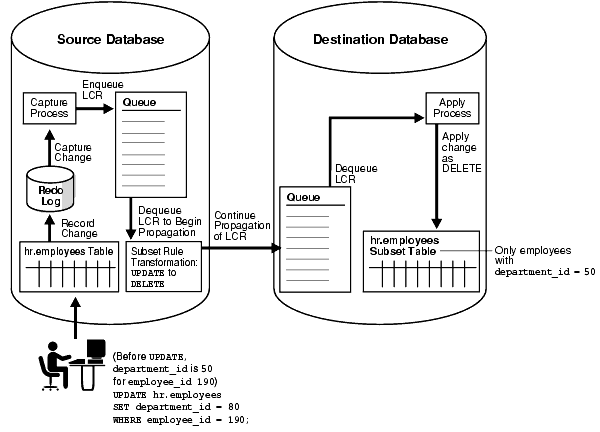 Source Database
Destination Database
Enqueue
LCR
Capture
Process
Queue
Capture
Change
Redo
Log
Record
Change
hr.employees Table
Dequeue
LCR to Begin
Propagation
Subset Rule
Transformation:
UPDATE to
DELETE
Continue
Propagation
of LCR
Queue
Dequeue
LCR
Apply
Process
Apply
change
as
DELETE
hr.employees
Subset Table
Only employees
with
department_id = 50
(Before UPDATE,
department_id is 50
for employee_id 190)
UPDATE hr.employees
SET department_id = 80
WHERE employee_id = 190;